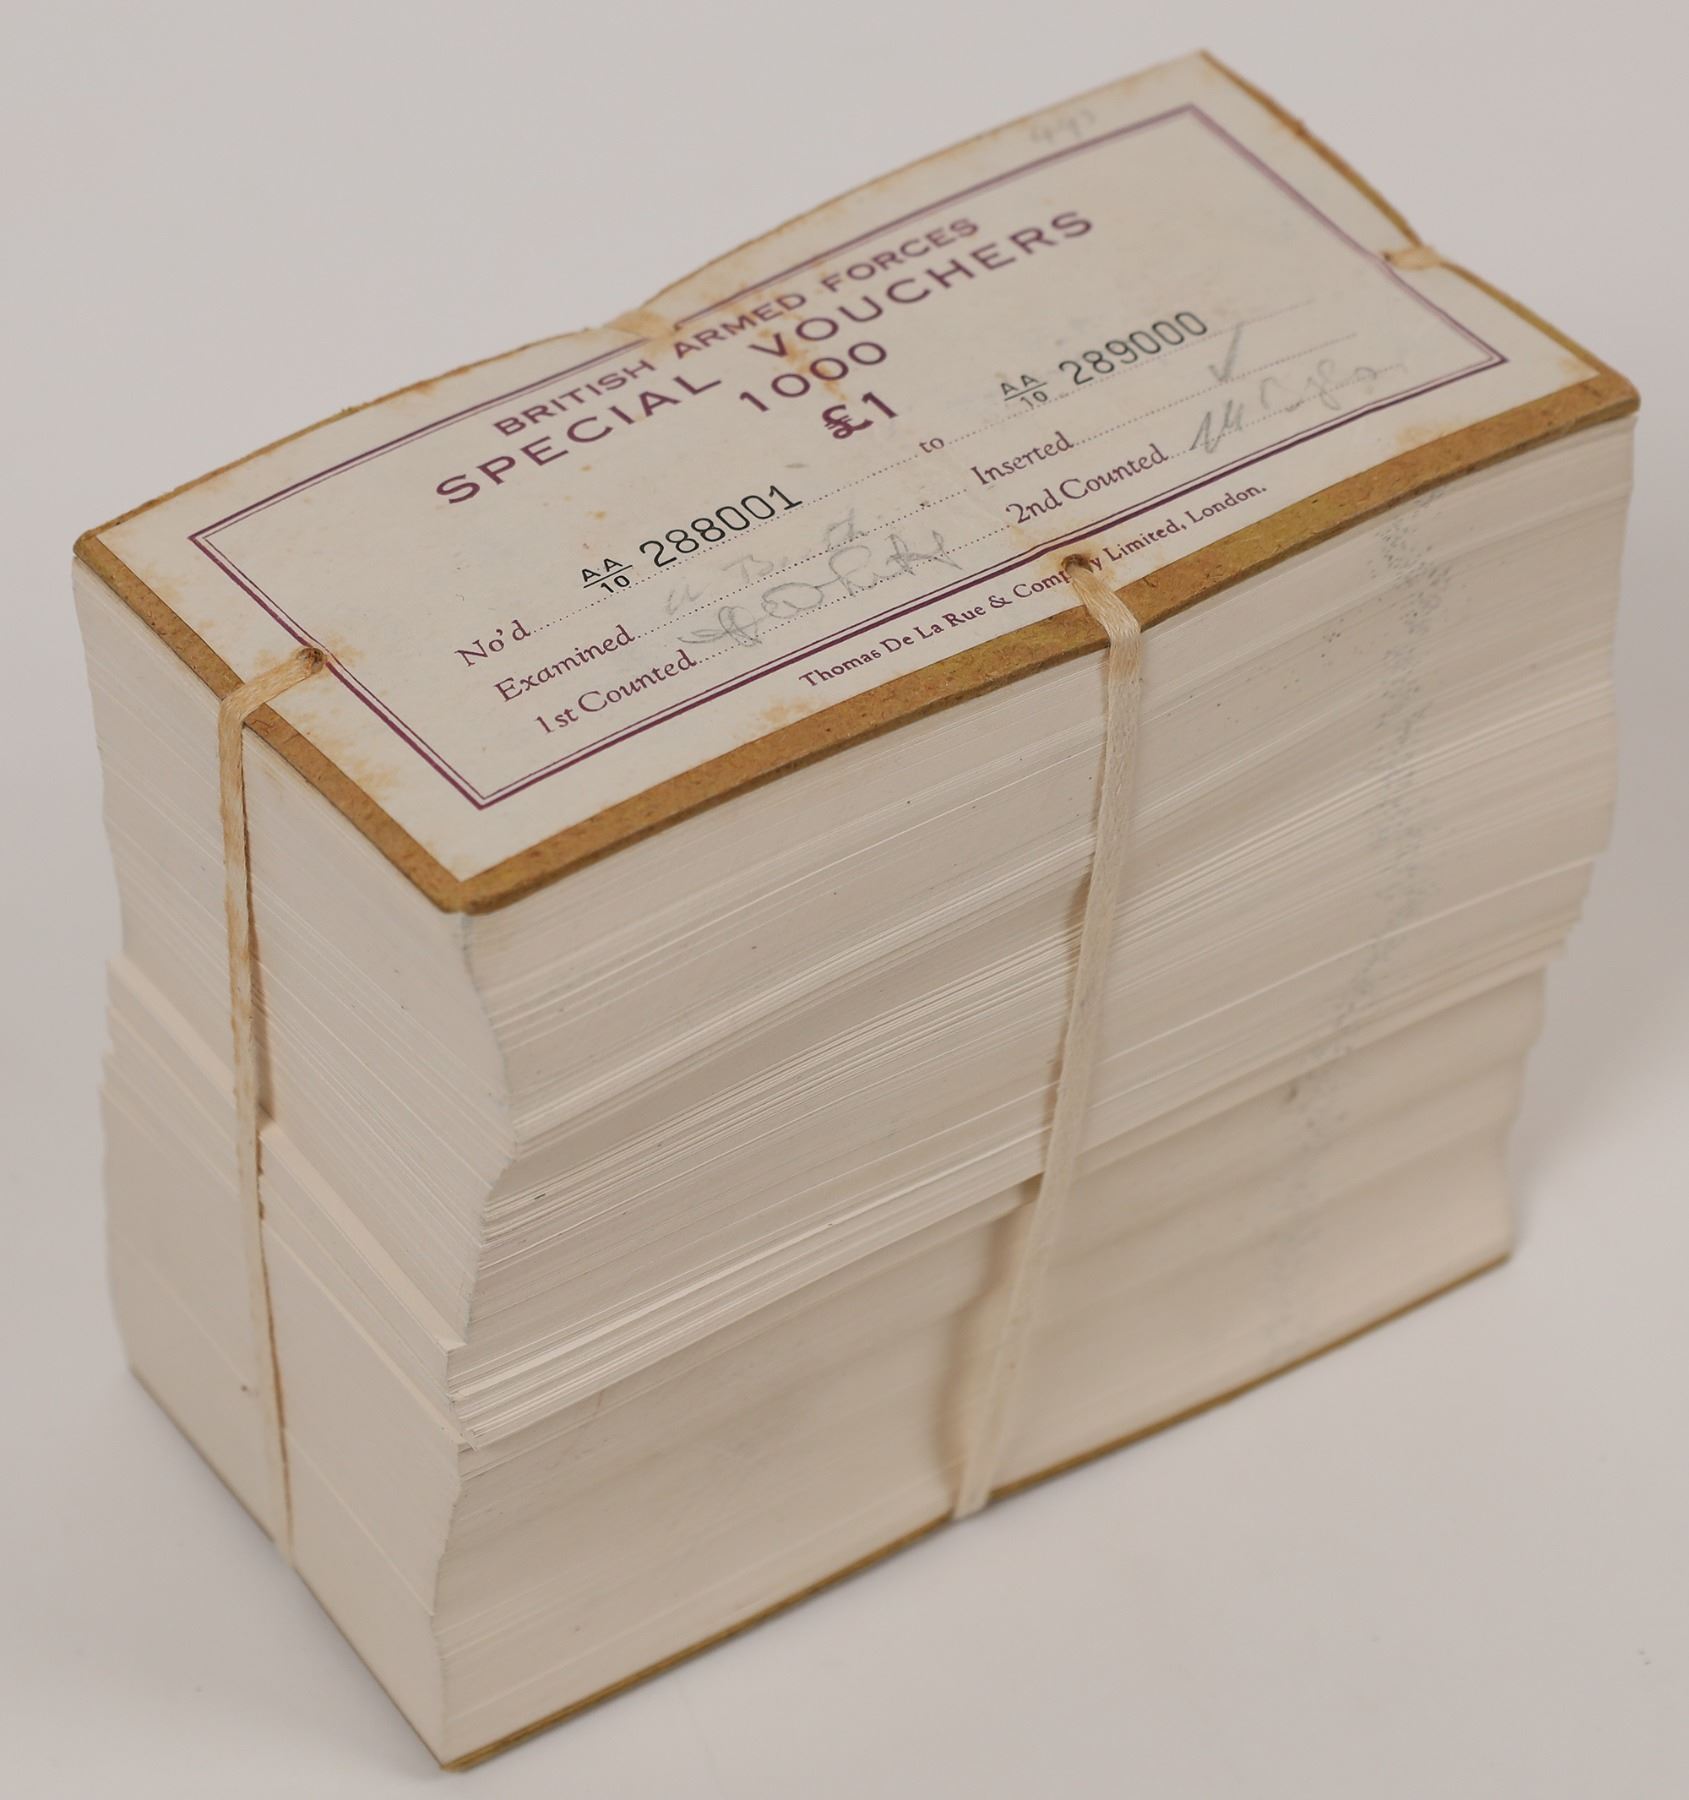 BRITISH ARMED FORCES
SPECIAL VOUCHERS
1000
£1
No'd AA/10 288001 to AA/10 289000
Examined Inserted ✓
1st Counted 2nd Counted
Thomas De La Rue & Company Limited, London.